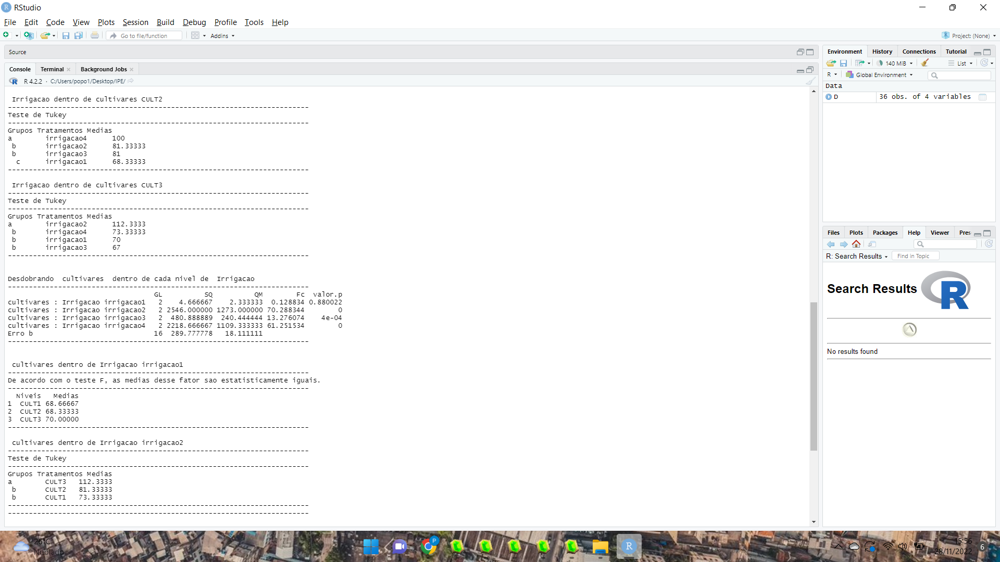 RStudio
File Edit Code View Plots Session Build Debug Profile Tools Help
Go to file/function Addins Project: (None)
Source
Console Terminal Background Jobs
R 4.2.2 · C:/Users/popo1/Desktop/IPE/
Irrigacao dentro de cultivares CULT2
------------------------------------------------------------------------
Teste de Tukey
------------------------------------------------------------------------
Grupos Tratamentos Medias
a irrigacao4 100
b irrigacao2 81.33333
b irrigacao3 81
c irrigacao1 68.33333
------------------------------------------------------------------------
Irrigacao dentro de cultivares CULT3
------------------------------------------------------------------------
Teste de Tukey
------------------------------------------------------------------------
Grupos Tratamentos Medias
a irrigacao2 112.3333
b irrigacao4 73.33333
b irrigacao1 70
b irrigacao3 67
------------------------------------------------------------------------
Desdobrando cultivares dentro de cada nivel de Irrigacao
------------------------------------------------------------------------
GL SQ QM Fc valor.p
cultivares : Irrigacao irrigacao1 2 4.666667 2.333333 0.128834 0.880022
cultivares : Irrigacao irrigacao2 2 2546.000000 1273.000000 70.288344 0
cultivares : Irrigacao irrigacao3 2 480.888889 240.444444 13.276074 4e-04
cultivares : Irrigacao irrigacao4 2 2218.666667 1109.333333 61.251534 0
Erro b 16 289.777778 18.111111
------------------------------------------------------------------------
cultivares dentro de Irrigacao irrigacao1
------------------------------------------------------------------------
De acordo com o teste F, as medias desse fator sao estatisticamente iguais.
------------------------------------------------------------------------
Niveis Medias
1 CULT1 68.66667
2 CULT2 68.33333
3 CULT3 70.00000
------------------------------------------------------------------------
cultivares dentro de Irrigacao irrigacao2
------------------------------------------------------------------------
Teste de Tukey
------------------------------------------------------------------------
Grupos Tratamentos Medias
a CULT3 112.3333
b CULT2 81.33333
b CULT1 73.33333
------------------------------------------------------------------------
------------------------------------------------------------------------
Environment History Connections Tutorial
140 MiB List
R Global Environment
Data
D 36 obs. of 4 variables
Files Plots Packages Help Viewer Pres
R: Search Results Find in Topic
Search Results R
No results found
26°C
Nublado
P
R
15:56
28/11/2022
6